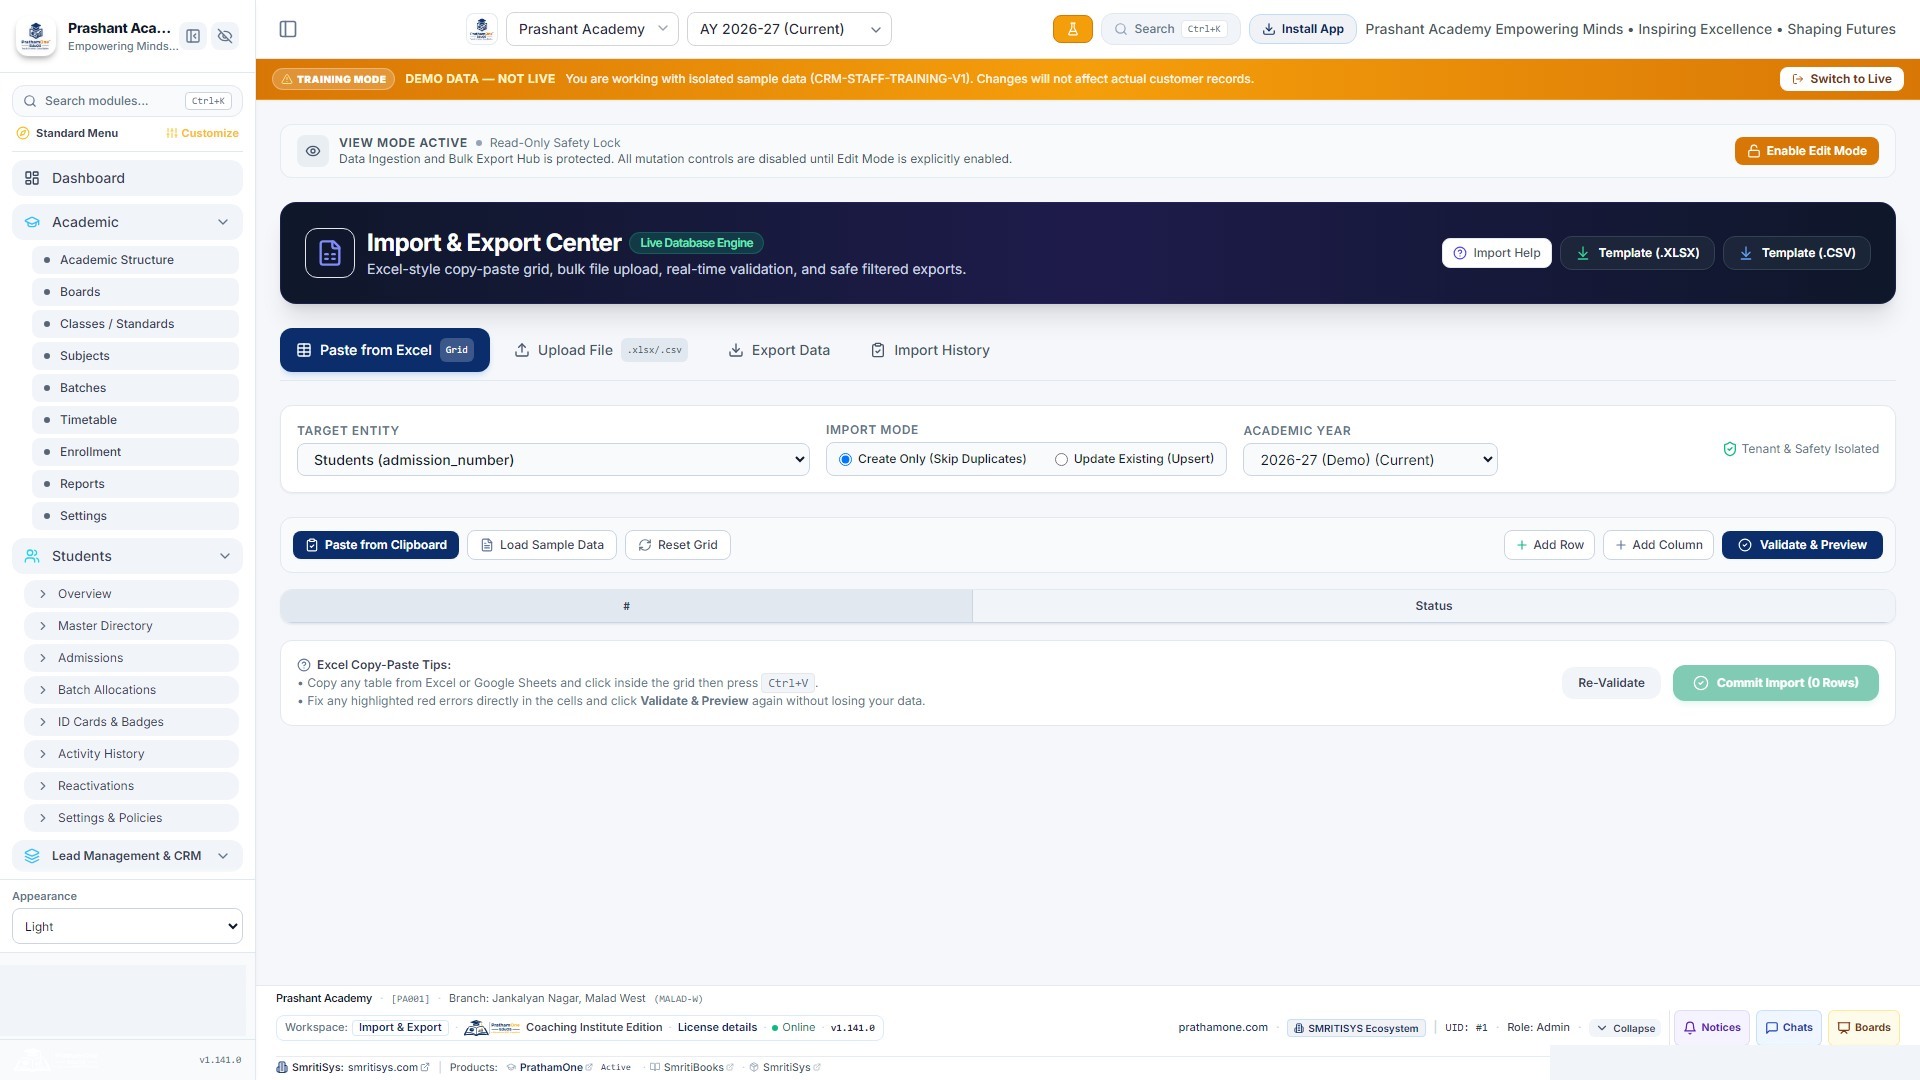 Prashant Aca...
Empowering Minds...
Search modules... Ctrl+K
Standard Menu Customize
Dashboard
Academic
Academic Structure
Boards
Classes / Standards
Subjects
Batches
Timetable
Enrollment
Reports
Settings
Students
Overview
Master Directory
Admissions
Batch Allocations
ID Cards & Badges
Activity History
Reactivations
Settings & Policies
Lead Management & CRM
Appearance
Light
v1.141.0
Prashant Academy AY 2026-27 (Current) Search Ctrl+K Install App Prashant Academy Empowering Minds • Inspiring Excellence • Shaping Futures
TRAINING MODE DEMO DATA — NOT LIVE You are working with isolated sample data (CRM-STAFF-TRAINING-V1). Changes will not affect actual customer records. Switch to Live
VIEW MODE ACTIVE • Read-Only Safety Lock
Data Ingestion and Bulk Export Hub is protected. All mutation controls are disabled until Edit Mode is explicitly enabled.
Enable Edit Mode
Import & Export Center Live Database Engine
Excel-style copy-paste grid, bulk file upload, real-time validation, and safe filtered exports.
Import Help Template (.XLSX) Template (.CSV)
Paste from Excel Grid Upload File .xlsx/.csv Export Data Import History
TARGET ENTITY IMPORT MODE ACADEMIC YEAR
Students (admission_number) Create Only (Skip Duplicates) Update Existing (Upsert) 2026-27 (Demo) (Current) Tenant & Safety Isolated
Paste from Clipboard Load Sample Data Reset Grid + Add Row + Add Column Validate & Preview
# Status
Excel Copy-Paste Tips:
• Copy any table from Excel or Google Sheets and click inside the grid then press Ctrl+V.
• Fix any highlighted red errors directly in the cells and click Validate & Preview again without losing your data.
Re-Validate Commit Import (0 Rows)
Prashant Academy · [PA001] · Branch: Jankalyan Nagar, Malad West (MALAD-W)
Workspace: Import & Export · Coaching Institute Edition · License details · Online · v1.141.0
prathamone.com · SMRITISYS Ecosystem | UID: #1 · Role: Admin · Collapse Notices Chats Boards
SmritiSys: smritisys.com | Products: PrathamOne Active · SmritiBooks · SmritiSys